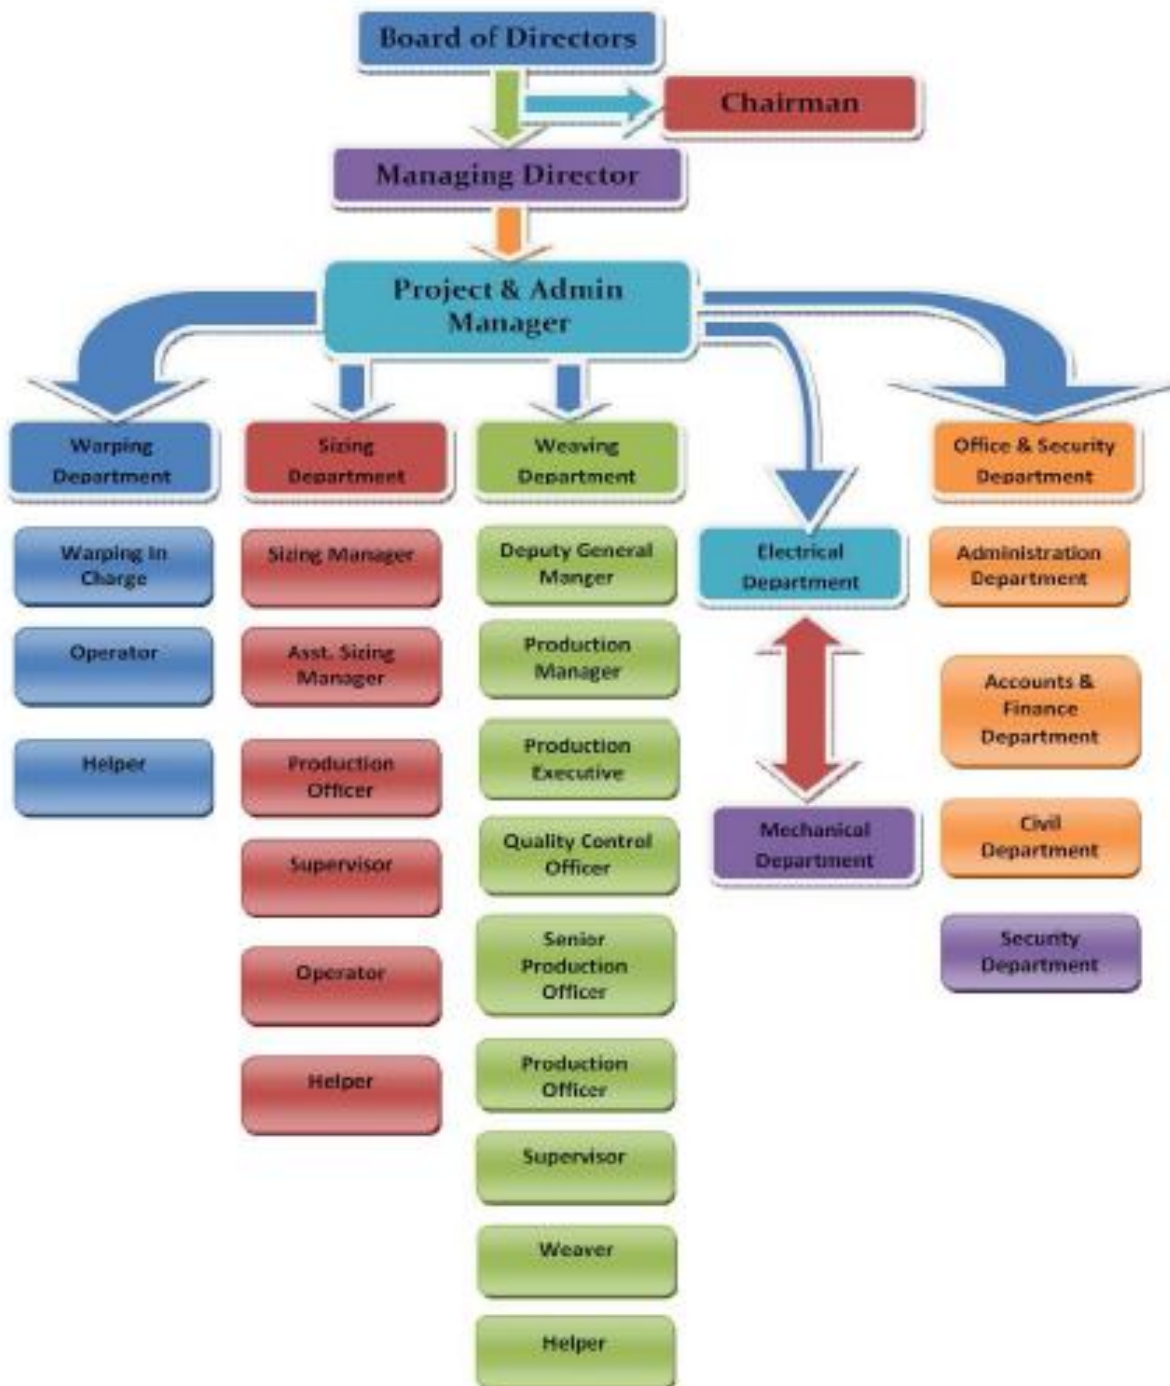 Board of Directors
Chairman
Managing Director
Project & Admin
Manager
Warping
Department
Warping In
Charge
Operator
Helper
Sizing
Department
Sizing Manager
Asst. Sizing
Manager
Production
Officer
Supervisor
Operator
Helper
Weaving
Department
Deputy General
Manger
Production
Manager
Production
Executive
Quality Control
Officer
Senior
Production
Officer
Production
Officer
Supervisor
Weaver
Helper
Electrical
Department
Mechanical
Department
Office & Security
Department
Administration
Department
Accounts &
Finance
Department
Civil
Department
Security
Department